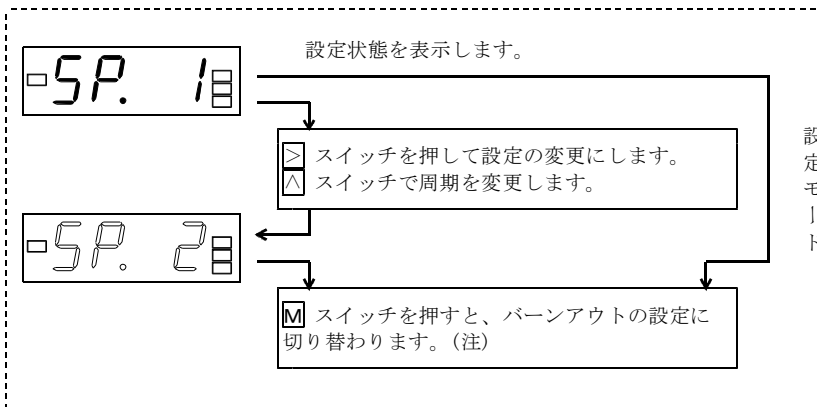 設定状態を表示します。
SP. 1
> スイッチを押して設定の変更にします。
∧ スイッチで周期を変更します。
SP. 2
M スイッチを押すと、バーンアウトの設定に
切り替わります。(注)
設定モード